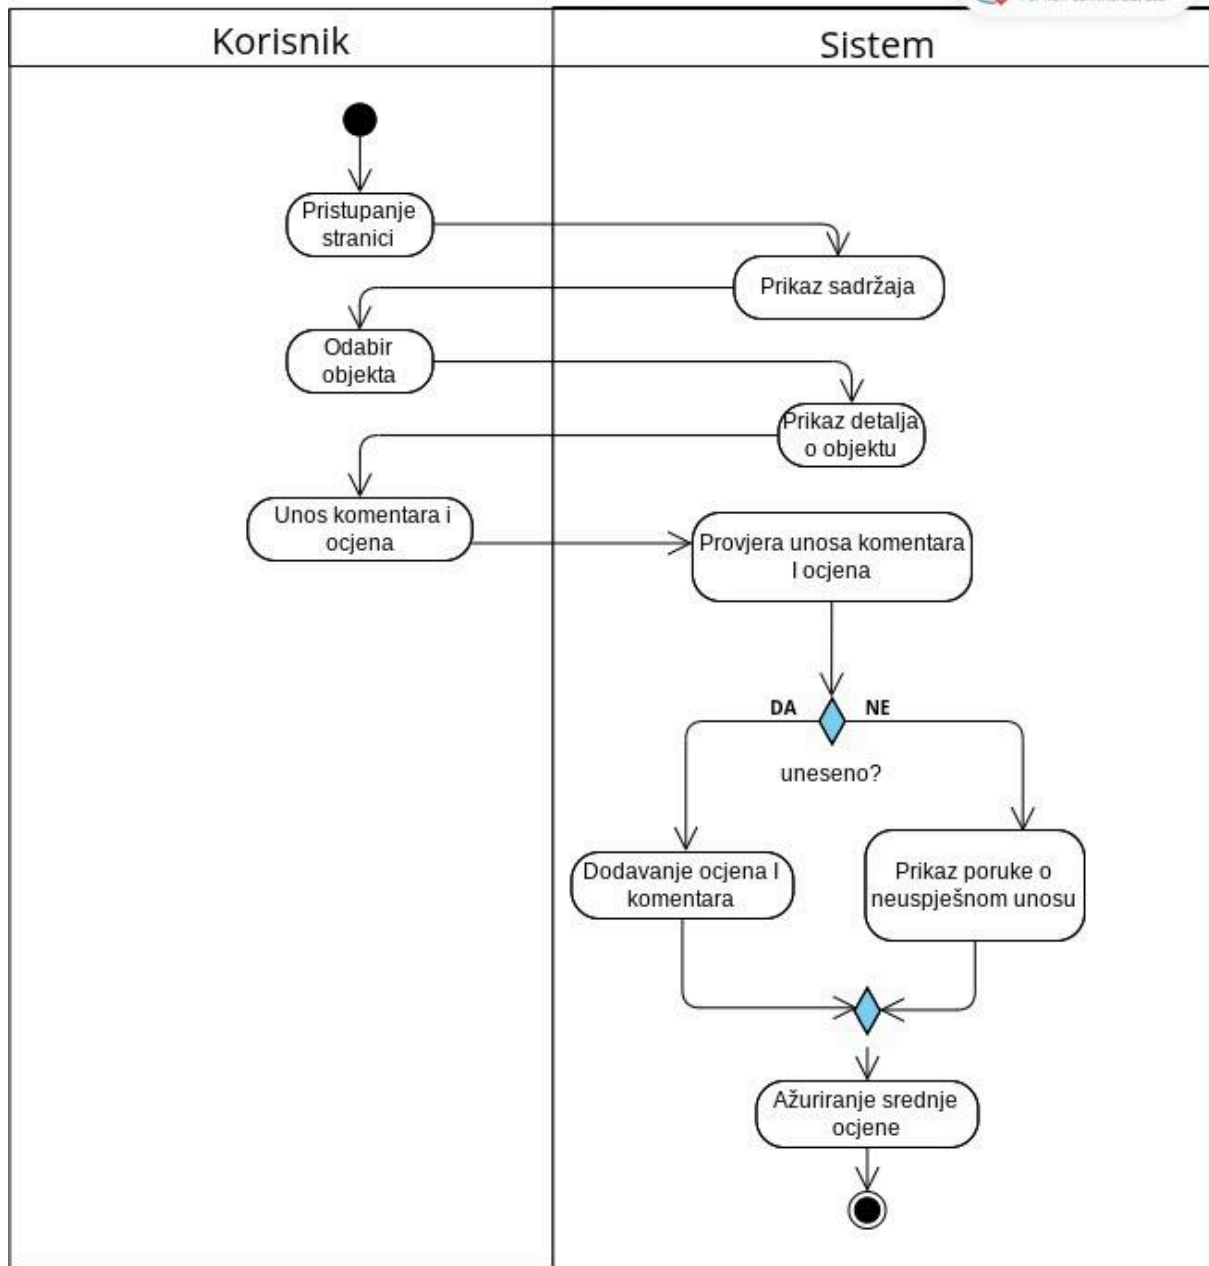 Korisnik
Sistem
Pristupanje
stranici
Prikaz sadržaja
Odabir
objekta
Prikaz detalja
o objektu
Unos komentara i
ocjena
Provjera unosa komentara
I ocjena
DA
NE
uneseno?
Dodavanje ocjena I
komentara
Prikaz poruke o
neuspješnom unosu
Ažuriranje srednje
ocjene